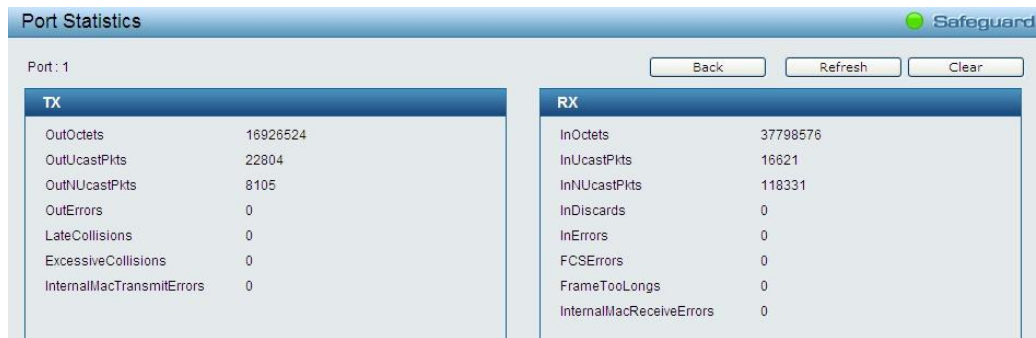 Port Statistics
Safeguard
Port : 1
Back
Refresh
Clear
TX
OutOctets 16926524
OutUcastPkts 22804
OutNUcastPkts 8105
OutErrors 0
LateCollisions 0
ExcessiveCollisions 0
InternalMacTransmitErrors 0
RX
InOctets 37798576
InUcastPkts 16621
InNUcastPkts 118331
InDiscards 0
InErrors 0
FCSErrors 0
FrameTooLongs 0
InternalMacReceiveErrors 0